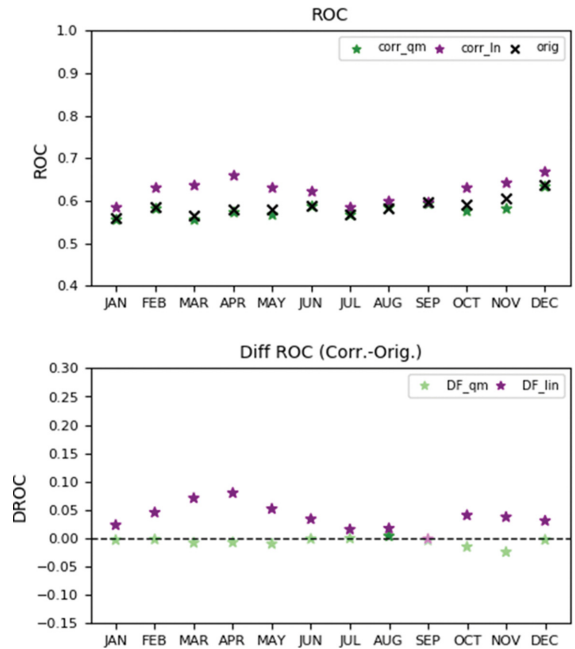 ROC
1.0
corr_qm corr_ln orig
0.9
0.8
ROC
0.7
0.6
0.5
0.4
JAN FEB MAR APR MAY JUN JUL AUG SEP OCT NOV DEC
Diff ROC (Corr.-Orig.)
0.30
DF_qm DF_lin
0.25
0.20
0.15
0.10
DROC
0.05
0.00
−0.05
−0.10
−0.15
JAN FEB MAR APR MAY JUN JUL AUG SEP OCT NOV DEC